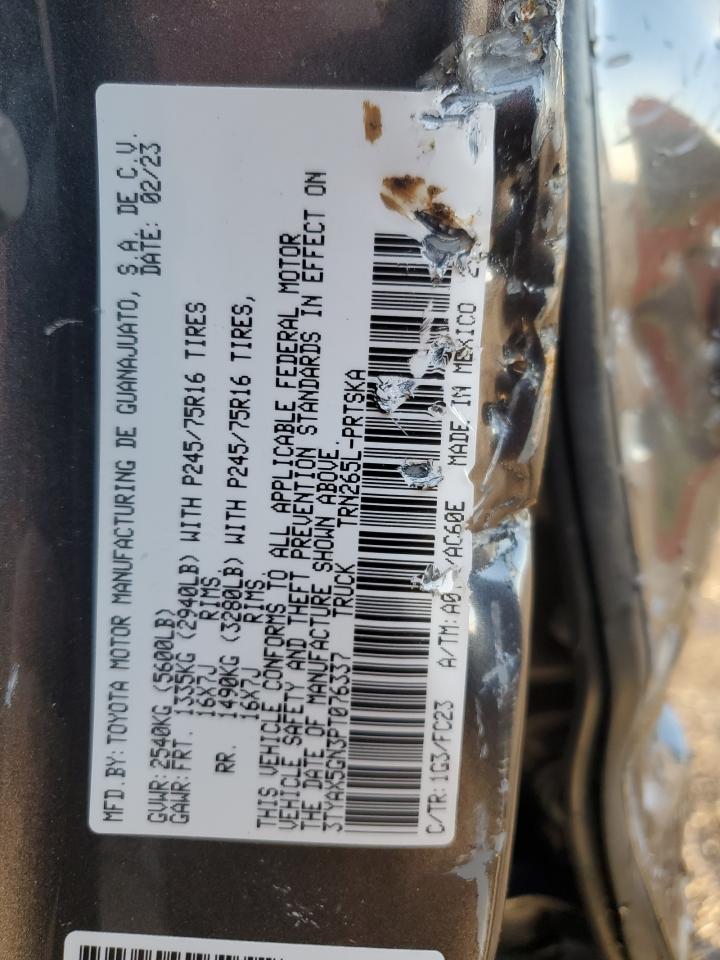 MFD.BY:TOYOTA MOTOR MANUFACTURING DE GUANAJUATO, S.A. DE C.V.
DATE: 02/23
GVWR:2540KG (5600LB)
GAWR:FRT. 1335KG (2940LB) WITH P245/75R16 TIRES
16X7J RIMS,
RR. 1490KG (3280LB) WITH P245/75R16 TIRES,
16X7J RIMS.
THIS VEHICLE CONFORMS TO ALL APPLICABLE FEDERAL MOTOR
VEHICLE SAFETY AND THEFT PREVENTION STANDARDS IN EFFECT ON
THE DATE OF MANUFACTURE SHOWN ABOVE.
3TYAX5GN3PT076337 TRUCK TRN265L-PRTSKA
C/TR:1G3/FC23 A/TM: /AC60E MADE IN MEXICO